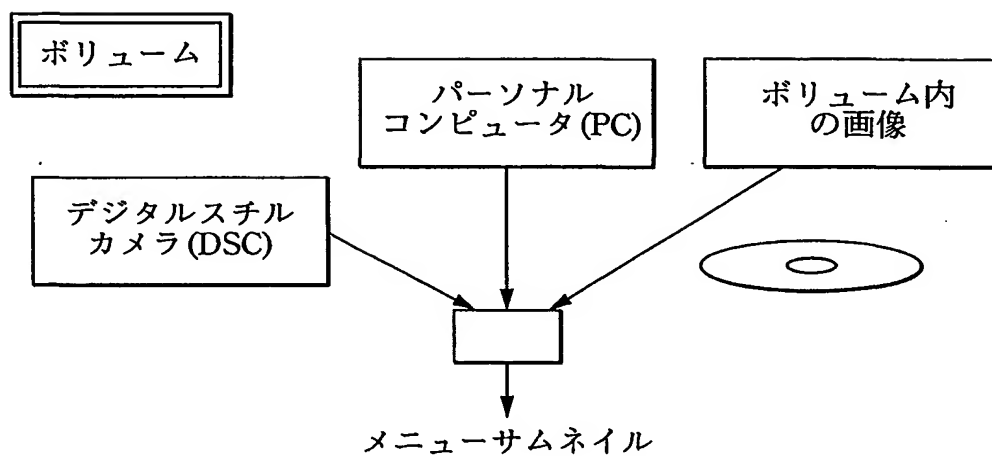 ボリューム
パーソナル
コンピュータ(PC)
ボリューム内
の画像
デジタルスチル
カメラ(DSC)
メニューサムネイル